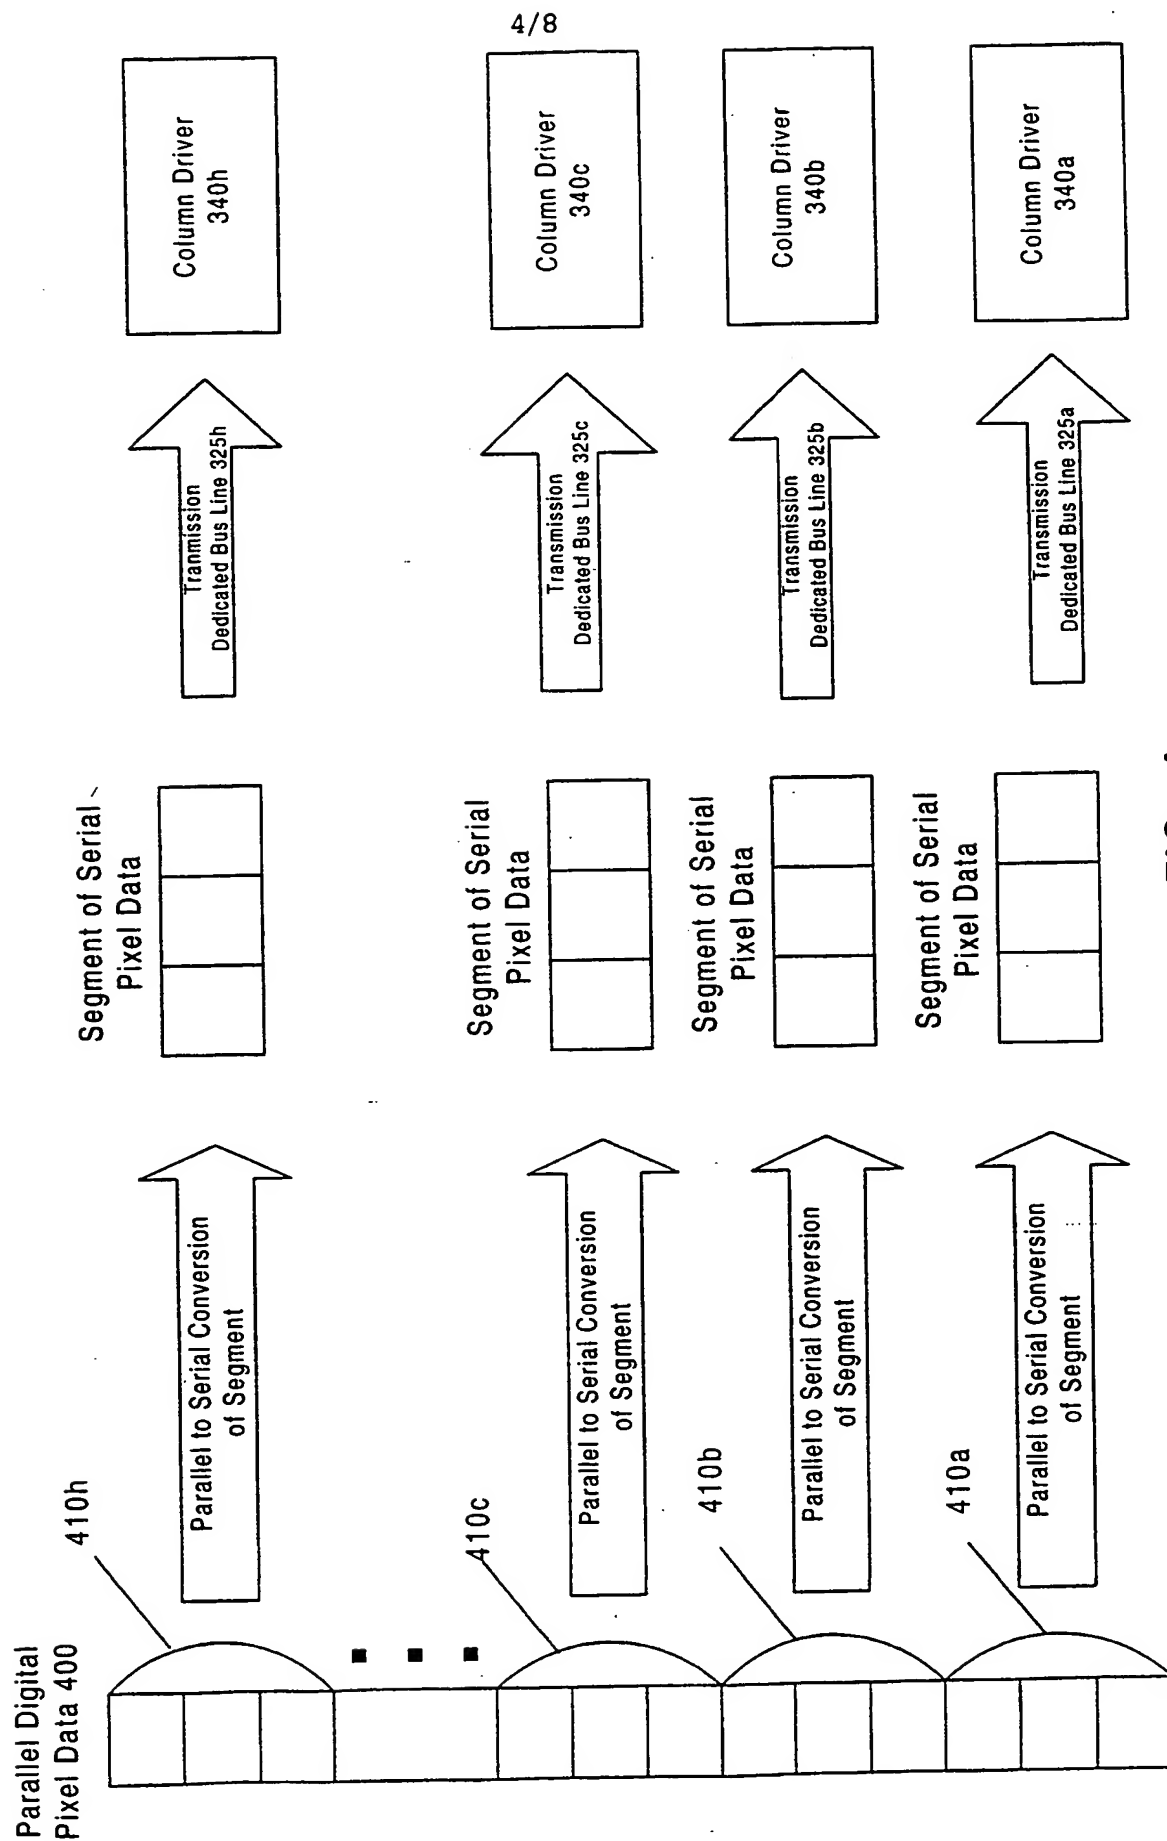 4/8
Parallel Digital
Pixel Data 400
410h
Parallel to Serial Conversion
of Segment
Segment of Serial
Pixel Data
Tranmission
Dedicated Bus Line 325h
Column Driver
340h
410c
Parallel to Serial Conversion
of Segment
Segment of Serial
Pixel Data
Transmission
Dedicated Bus Line 325c
Column Driver
340c
410b
Parallel to Serial Conversion
of Segment
Segment of Serial
Pixel Data
Transmission
Dedicated Bus Line 325b
Column Driver
340b
410a
Parallel to Serial Conversion
of Segment
Segment of Serial
Pixel Data
Transmission
Dedicated Bus Line 325a
Column Driver
340a